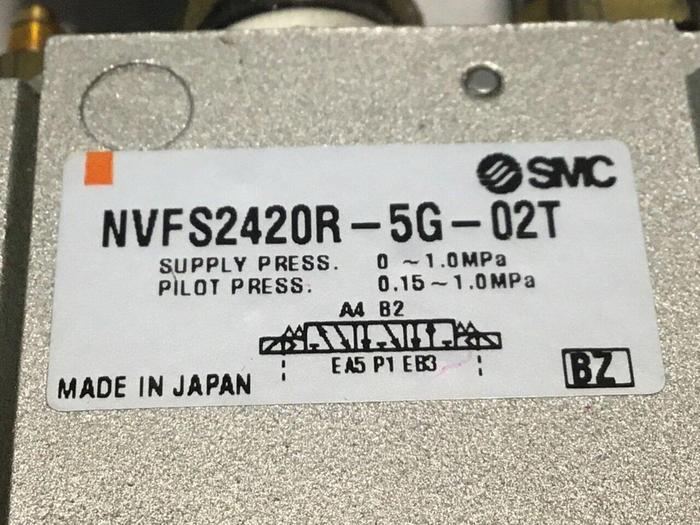 SMC
NVFS2420R-5G-02T
SUPPLY PRESS. 0 ~1.0MPa
PILOT PRESS. 0.15~1.0MPa
A4 B2
EA5 P1 EB3
MADE IN JAPAN
BZ